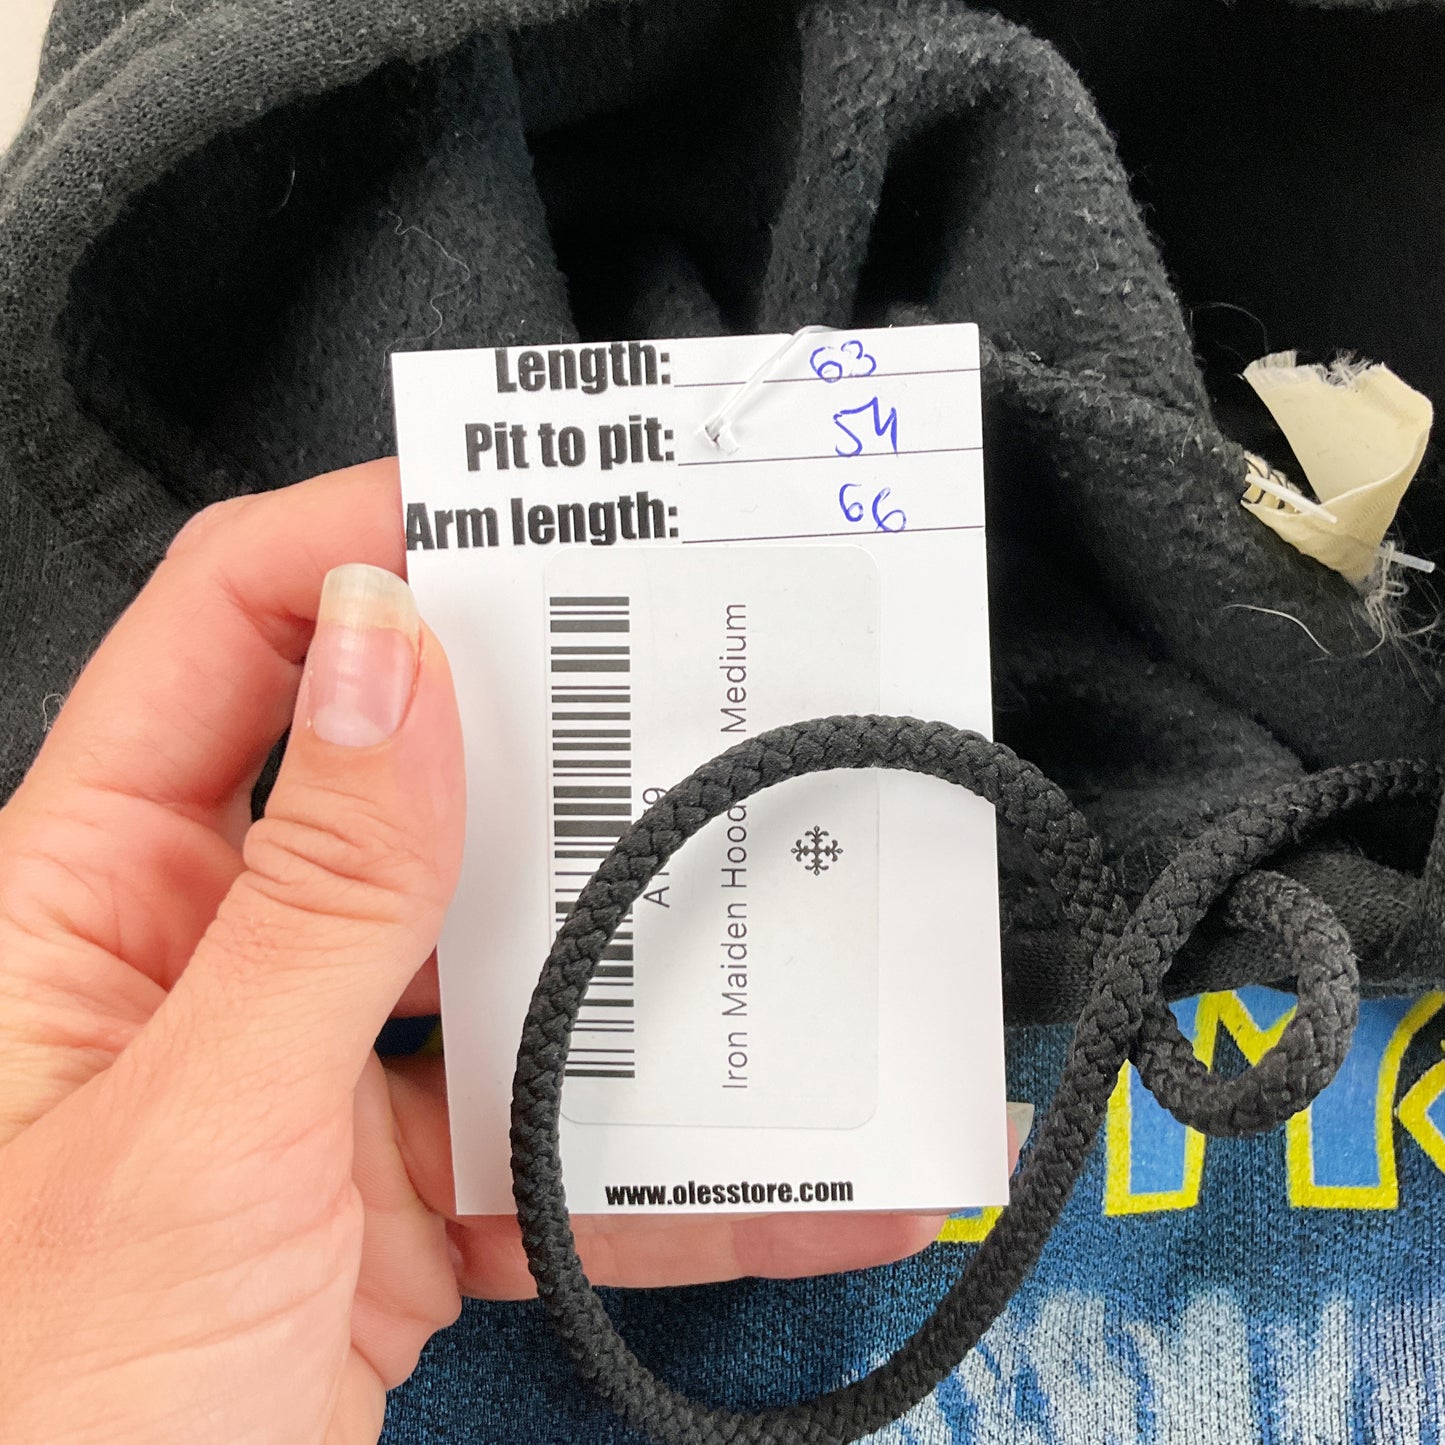 Length: 63
Pit to pit: 54
Arm length: 66
Iron Maiden Hood Medium
www.olesstore.com